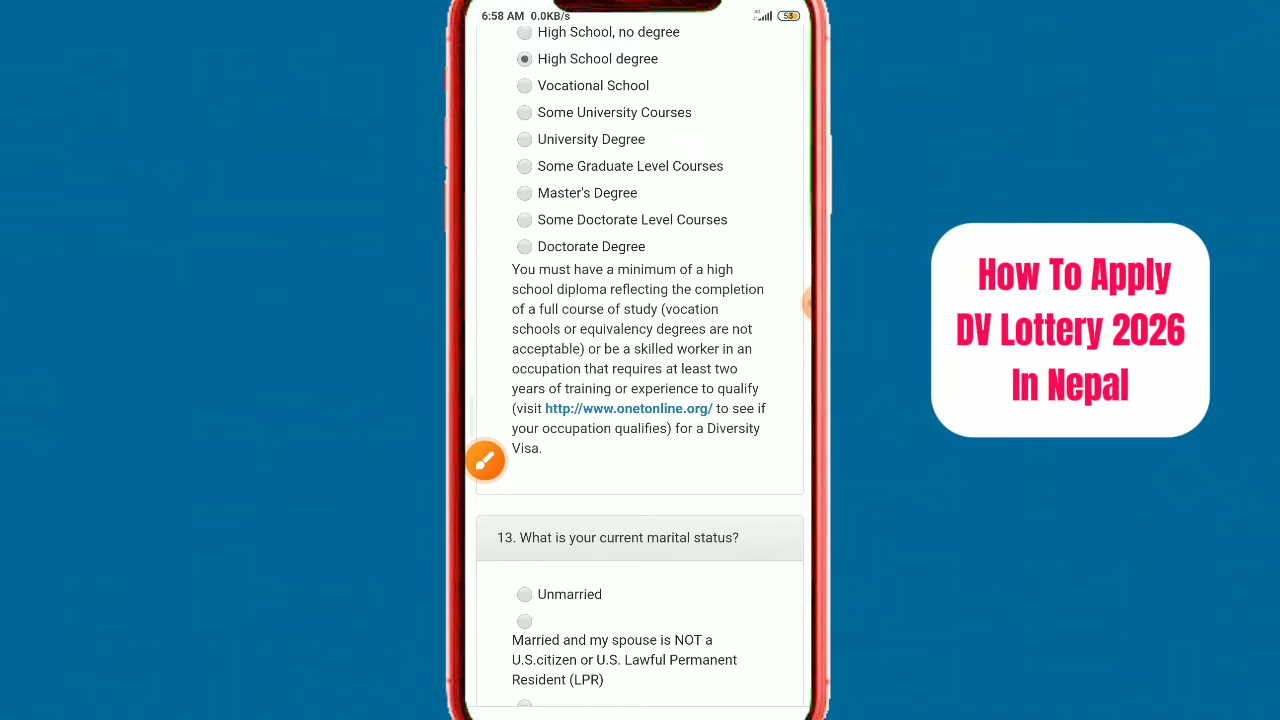 6:58 AM 0.0KB/s
4G
53
High School, no degree
High School degree
Vocational School
Some University Courses
University Degree
Some Graduate Level Courses
Master's Degree
Some Doctorate Level Courses
Doctorate Degree
You must have a minimum of a high
school diploma reflecting the completion
of a full course of study (vocation
schools or equivalency degrees are not
acceptable) or be a skilled worker in an
occupation that requires at least two
years of training or experience to qualify
(visit http://www.onetonline.org/ to see if
your occupation qualifies) for a Diversity
Visa.
13. What is your current marital status?
Unmarried
Married and my spouse is NOT a
U.S.citizen or U.S. Lawful Permanent
Resident (LPR)
How To Apply
DV Lottery 2026
In Nepal